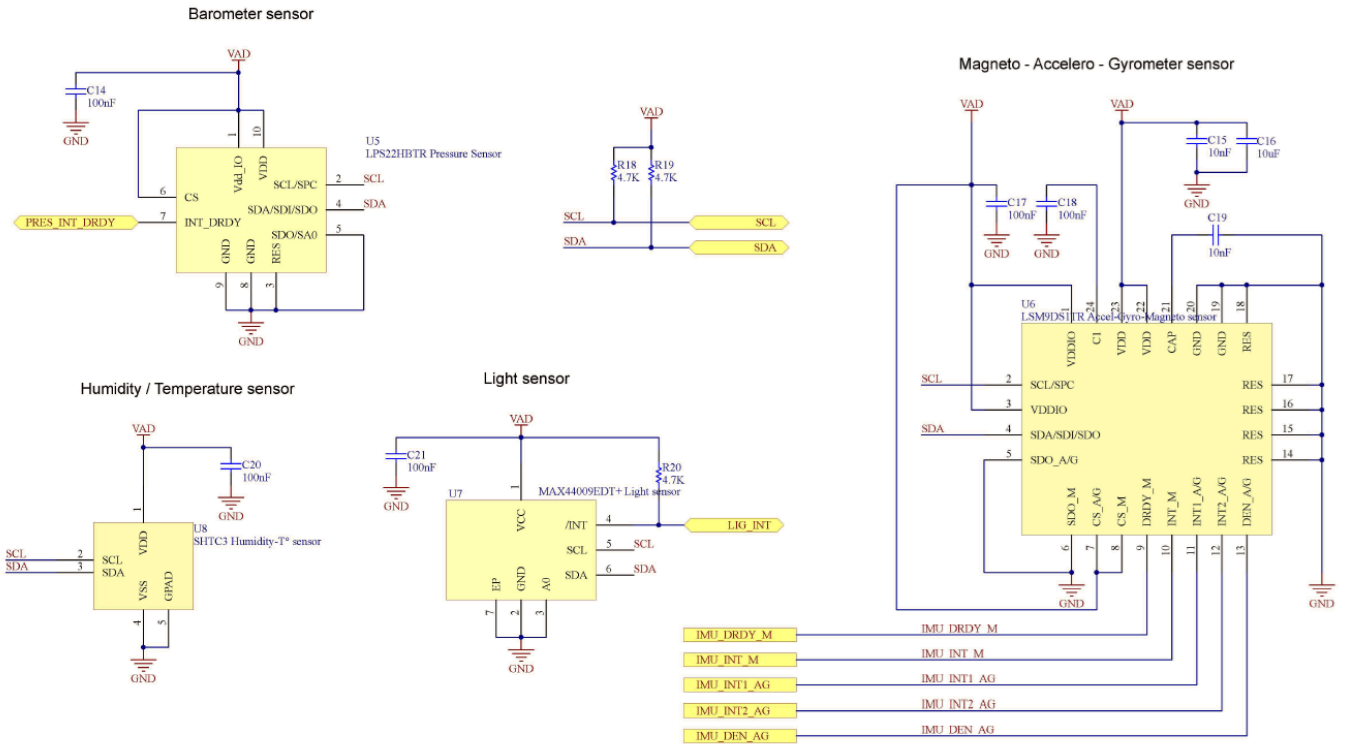 Barometer sensor
VAD
C14
100nF
GND
1
10
Vdd_IO
VDD
U5
LPS22HBTR Pressure Sensor
6
CS
SCL/SPC
2
SCL
SDA/SDI/SDO
4
SDA
PRES_INT_DRDY
7
INT_DRDY
SDO/SA0
5
GND
GND
RES
9
8
3
GND
VAD
R18
4.7K
R19
4.7K
SCL
SCL
SDA
SDA
Magneto - Accelero - Gyrometer sensor
VAD
VAD
C15
10nF
C16
10uF
GND
C17
100nF
C18
100nF
GND
GND
C19
10nF
U6
LSM9DS1TR Accel-Gyro-Magneto sensor
1
24
23
22
21
20
19
18
VDDIO
C1
VDD
VDD
CAP
GND
GND
RES
SCL
2
SCL/SPC
RES
17
3
VDDIO
RES
16
SDA
4
SDA/SDI/SDO
RES
15
5
SDO_A/G
RES
14
SDO_M
CS_A/G
CS_M
DRDY_M
INT_M
INT1_A/G
INT2_A/G
DEN_A/G
6
7
8
9
10
11
12
13
GND
GND
IMU_DRDY_M
IMU_DRDY_M
IMU_INT_M
IMU_INT_M
IMU_INT1_AG
IMU_INT1_AG
IMU_INT2_AG
IMU_INT2_AG
IMU_DEN_AG
IMU_DEN_AG
Humidity / Temperature sensor
VAD
C20
100nF
GND
1
U8
SHTC3 Humidity-T° sensor
VDD
SCL
2
SCL
SDA
3
SDA
VSS
GPAD
4
5
GND
Light sensor
VAD
C21
100nF
GND
R20
4.7K
U7
1
MAX44009EDT+ Light sensor
VCC
/INT
4
LIG_INT
SCL
5
SCL
SDA
6
SDA
EP
GND
A0
7
2
3
GND